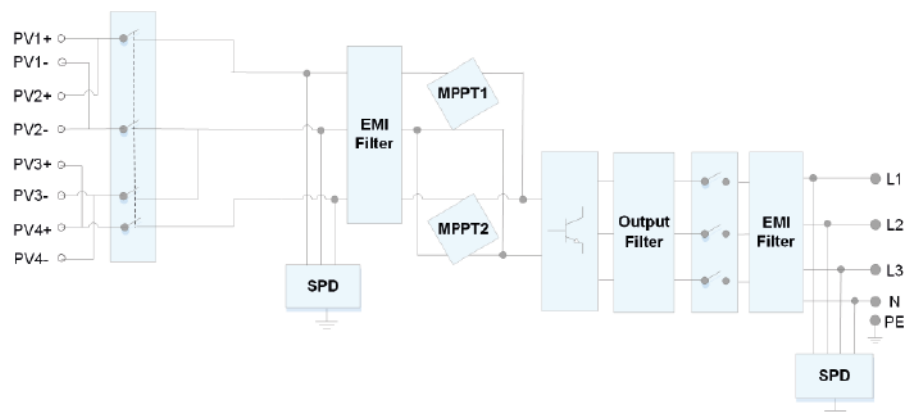 PV1+
PV1-
PV2+
PV2-
PV3+
PV3-
PV4+
PV4-
SPD
EMI
Filter
MPPT1
MPPT2
Output
Filter
EMI
Filter
L1
L2
L3
N
PE
SPD